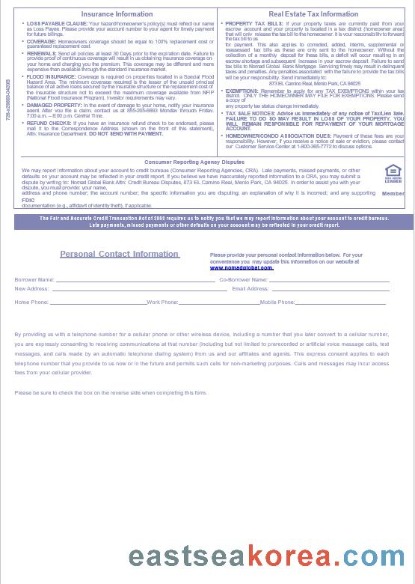 Insurance Information
LOSS PAYABLE CLAUSE: Your hazard/homeowner's policy(s) must reflect our name
as Loss Payee. Please provide your account number to your agent for timely payment
for future billings.
COVERAGE: Homeowners coverage should be equal to 100% replacement cost or
guaranteed replacement cost.
RENEWALS: Send us policies at least 30 days prior to the expiration date. Failure to
provide proof of continuous coverage will result in us obtaining insurance coverage on
your home and charging you the premium. This coverage may be different and more
expensive than available through the standard insurance market.
FLOOD INSURANCE: Coverage is required on properties located in a Special Flood
Hazard Area. The minimum coverage required is the lesser of the unpaid principal
balance of all active loans secured by the insurable structure or the replacement cost of
the insurable structure not to exceed the maximum coverage available from NFIP
(National Flood Insurance Program). Investor requirements may vary.
DAMAGED PROPERTY: In the event of damage to your home, notify your insurance
agent. After you file a claim, contact us at
7:00 a.m. – 6:00 p.m. Central Time.
REFUND CHECKS: If you have an insurance refund check to be endorsed, please
mail it to the Correspondence Address (shown on the front of this statement),
Attn: Insurance Department. DO NOT SEND WITH PAYMENT.
Real Estate Tax Information
PROPERTY TAX BILLS: If your property taxes are currently paid from your
escrow account and your property is located in a tax district (homeowner area)
that will only release the tax bill to the homeowner, it is your responsibility to forward
the tax bill to us
for payment. This also applies to corrected, added, interim, supplemental or
reassessment tax bills as these are only sent to the homeowner. Without the
collection of a monthly deposit for these bills, a deficit will occur resulting in an
escrow shortage and subsequent increase in your escrow deposit. Failure to send
tax bills to Nomad Global Bank Mortgage Servicing timely may result in delinquent
taxes and penalties. Any penalties associated with the failure to provide the tax bills
will be your responsibility. Send immediately to:
873 EL Camino Real, Menlo Park, CA 94025
EXEMPTIONS: Remember to apply for any TAX EXEMPTIONS within your tax
district. ONLY THE HOMEOWNER MAY FILE FOR EXEMPTIONS. Please send
a copy of
any property tax status change immediately.
TAX SALE NOTICES: Advise us immediately of any notice of Tax/Lien Sale.
FAILURE TO DO SO MAY RESULT IN LOSS OF YOUR PROPERTY. YOU
WILL REMAIN RESPONSIBLE FOR REPAYMENT OF YOUR MORTGAGE
ACCOUNT.
HOMEOWNER/CONDO ASSOCIATION DUES: Payment of these fees are your
responsibility. However, if you receive a notice of sale or eviction, please contact
our Customer Service Center
Consumer Reporting Agency Disputes
We may report information about your account to credit bureaus (Consumer Reporting Agencies, CRA). Late payments, missed payments, or other
defaults on your account may be reflected in your credit report. If you believe we have inaccurately reported information to a CRA, you may submit a
dispute by writing to: Nomad Global Bank Attn: Credit Bureau Disputes, 873 EL Camino Real, Menlo Park, CA 94025. In order to assist you with your
dispute, you must provide: your name,
address and phone number; the account number; the specific information you are disputing; an explanation of why it is incorrect; and any supporting
documentation (e.g., affidavit of identity theft), if applicable.
Member
FDIC
The Fair and Accurate Credit Transaction Act of 2003 requires us to notify you that we may report information about your account to credit bureaus.
Late payments, missed payments or other defaults on your account may be reflected in your credit report.
Personal Contact Information
Please provide your personal contact information below. For your
convenience you may update this information on our website at
www.nomadglobal.com.
Borrower Name: Co-Borrower Name:
New Address: Email Address:
Home Phone: Work Phone: Mobile Phone:
By providing us with a telephone number for a cellular phone or other wireless device, including a number that you later convert to a cellular number,
you are expressly consenting to receiving communications at that number (including but not limited to prerecorded or artificial voice message calls, text
messages, and calls made by an automatic telephone dialing system) from us and our affiliates and agents. This express consent applies to each
telephone number that you provide to us now or in the future and permits such calls for non-marketing purposes. Calls and messages may incur access
fees from your cellular provider.
Please be sure to check the box on the reverse side when completing this form.
eastseakorea.com